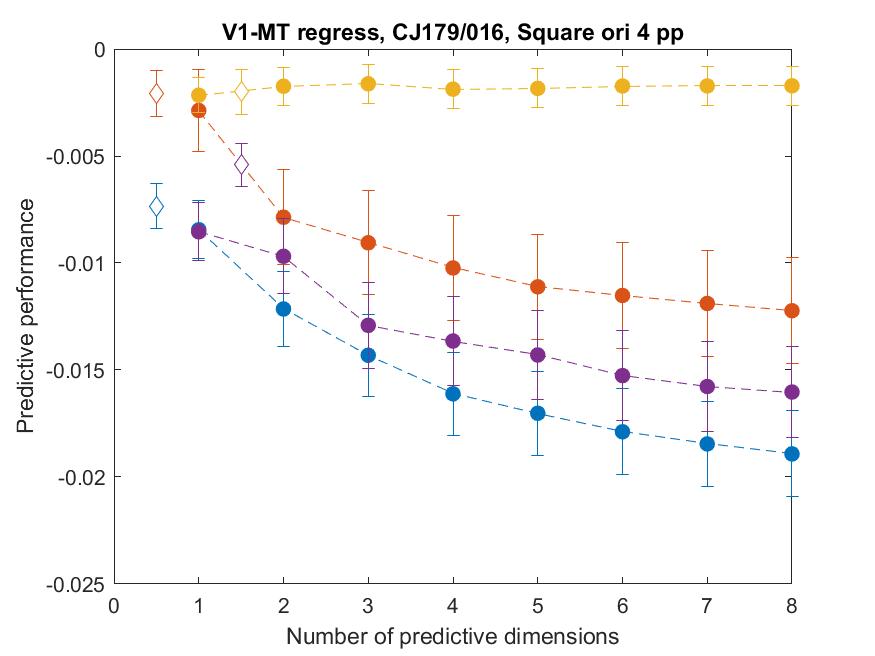 V1-MT regress, CJ179/016, Square ori 4 pp
Predictive performance
0
-0.005
-0.01
-0.015
-0.02
-0.025
0 1 2 3 4 5 6 7 8
Number of predictive dimensions